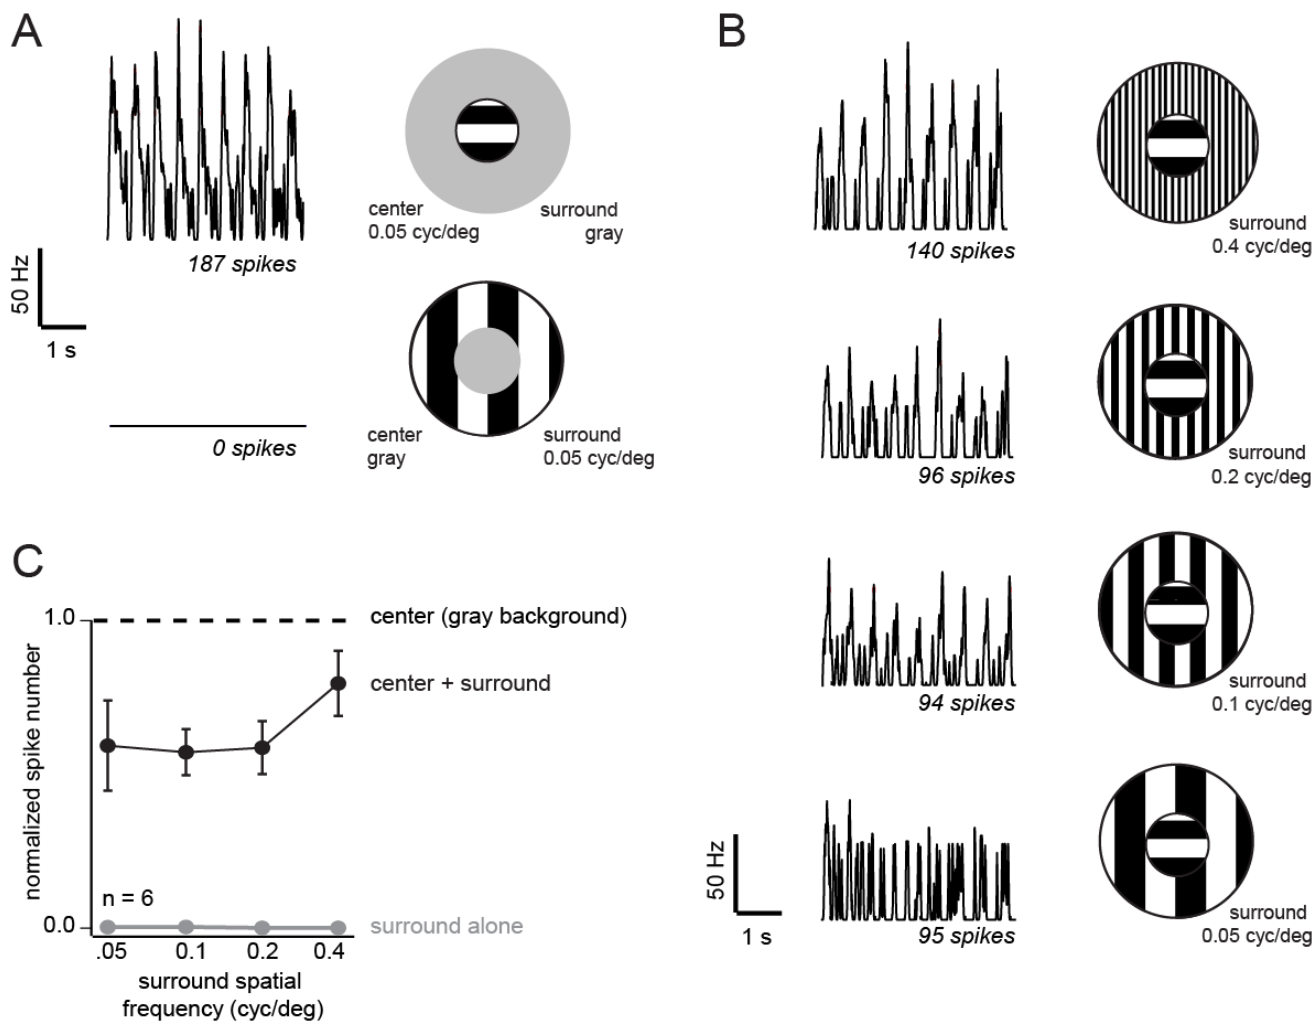 A
187 spikes
50 Hz
1 s
center
0.05 cyc/deg
surround
gray
0 spikes
center
gray
surround
0.05 cyc/deg
B
140 spikes
surround
0.4 cyc/deg
96 spikes
surround
0.2 cyc/deg
94 spikes
surround
0.1 cyc/deg
50 Hz
1 s
95 spikes
surround
0.05 cyc/deg
C
normalized spike number
1.0
0.0
center (gray background)
center + surround
n = 6
surround alone
.05 0.1 0.2 0.4
surround spatial
frequency (cyc/deg)